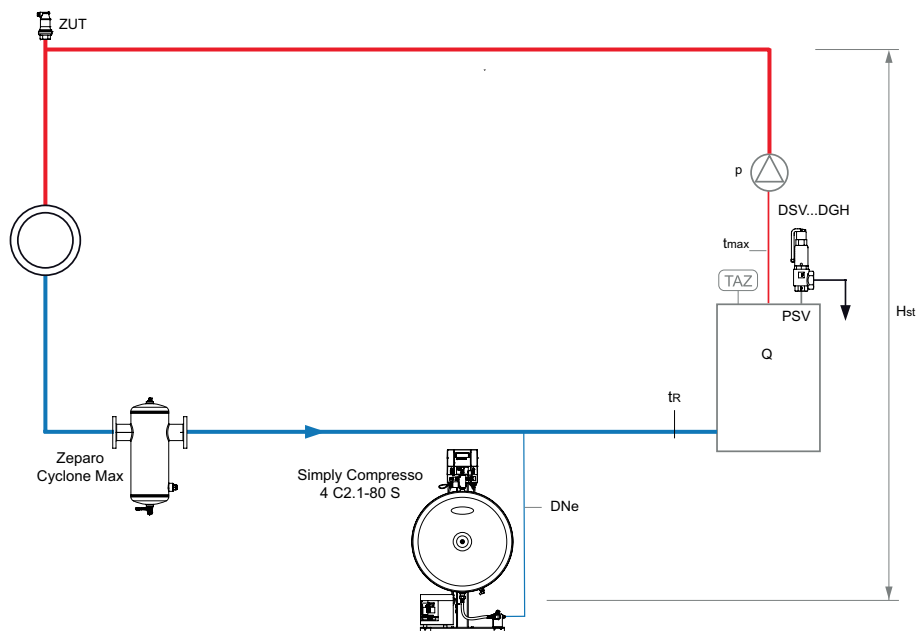 ZUT
p
DSV...DGH
tmax
TAZ
PSV
Hst
Q
tR
Zeparo
Cyclone Max
Simply Compresso
4 C2.1-80 S
DNe